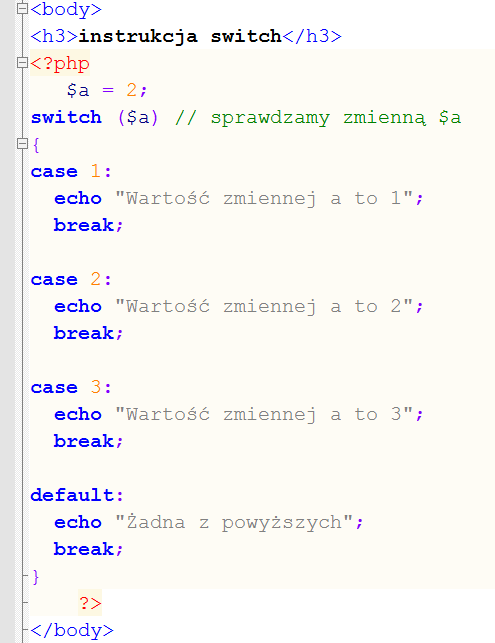 <body>
<h3>instrukcja switch</h3>
<?php
$a = 2;
switch ($a) // sprawdzamy zmienną $a
{
case 1:
echo "Wartość zmiennej a to 1";
break;
case 2:
echo "Wartość zmiennej a to 2";
break;
case 3:
echo "Wartość zmiennej a to 3";
break;
default:
echo "Żadna z powyższych";
break;
}
?>
</body>